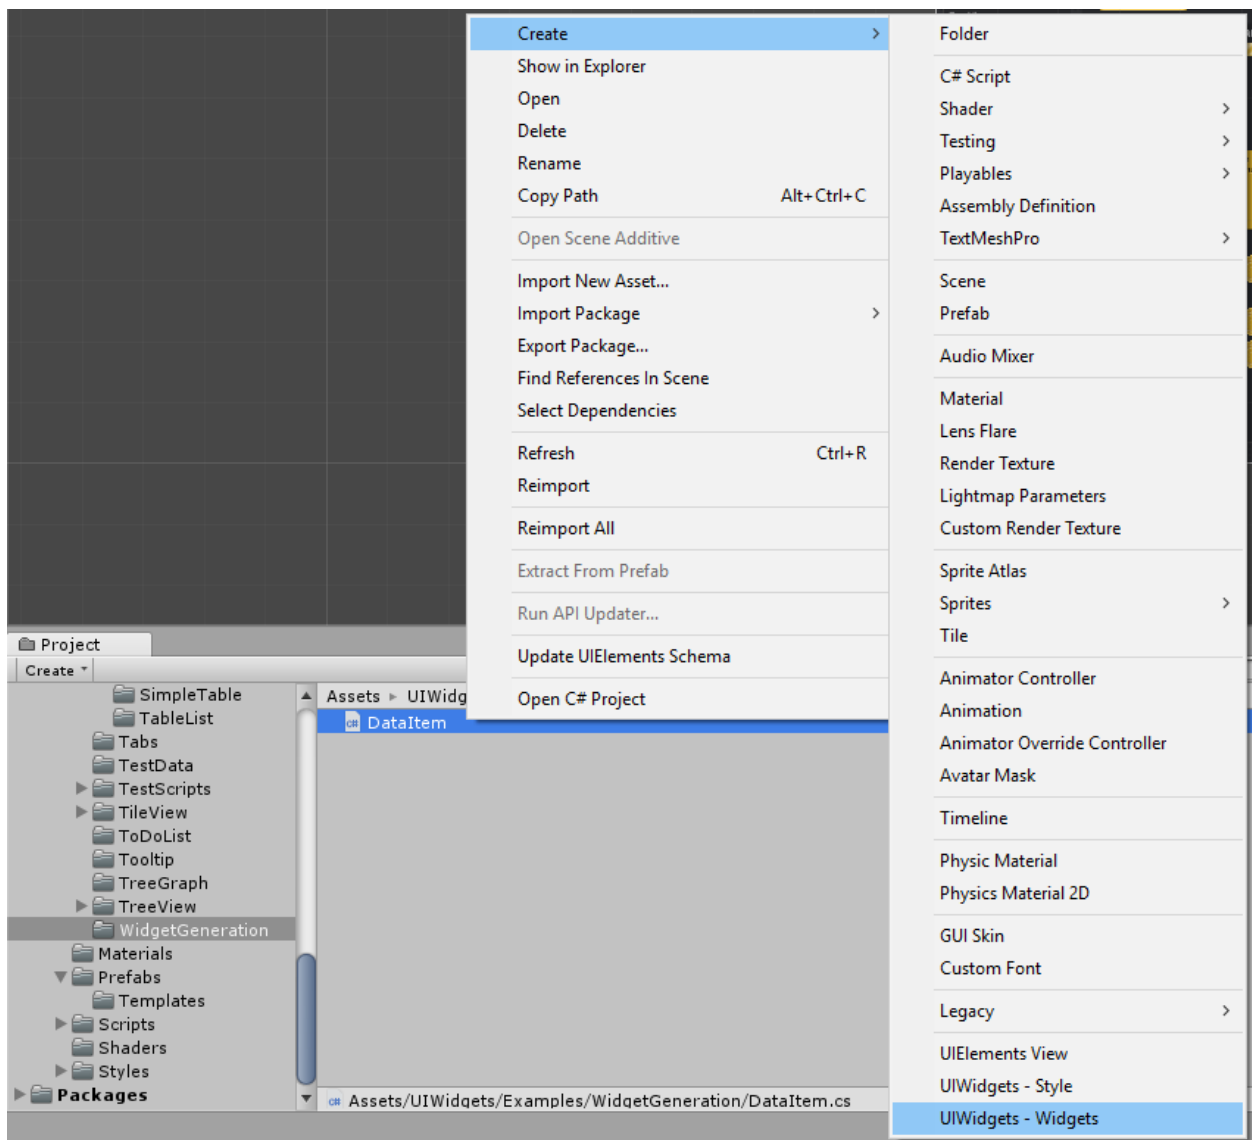 Create
Show in Explorer
Open
Delete
Rename
Copy Path Alt+Ctrl+C
Open Scene Additive
Import New Asset...
Import Package
Export Package...
Find References In Scene
Select Dependencies
Refresh Ctrl+R
Reimport
Reimport All
Extract From Prefab
Run API Updater...
Update UIElements Schema
Open C# Project
Folder
C# Script
Shader
Testing
Playables
Assembly Definition
TextMeshPro
Scene
Prefab
Audio Mixer
Material
Lens Flare
Render Texture
Lightmap Parameters
Custom Render Texture
Sprite Atlas
Sprites
Tile
Animator Controller
Animation
Animator Override Controller
Avatar Mask
Timeline
Physic Material
Physics Material 2D
GUI Skin
Custom Font
Legacy
UIElements View
UIWidgets - Style
UIWidgets - Widgets
Project
Create
SimpleTable
TableList
Tabs
TestData
TestScripts
TileView
ToDoList
Tooltip
TreeGraph
TreeView
WidgetGeneration
Materials
Prefabs
Templates
Scripts
Shaders
Styles
Packages
Assets UIWidg
C# DataItem
C# Assets/UIWidgets/Examples/WidgetGeneration/DataItem.cs